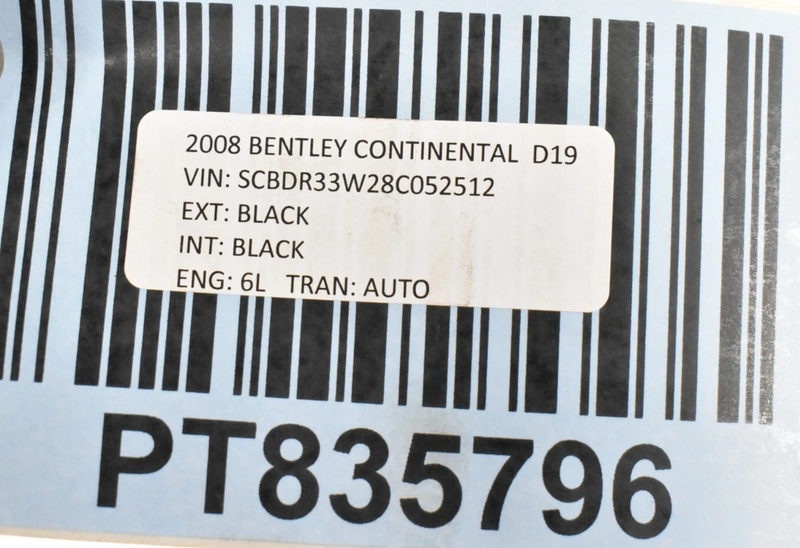 2008 BENTLEY CONTINENTAL D19
VIN: SCBDR33W28C052512
EXT: BLACK
INT: BLACK
ENG: 6L TRAN: AUTO
PT835796